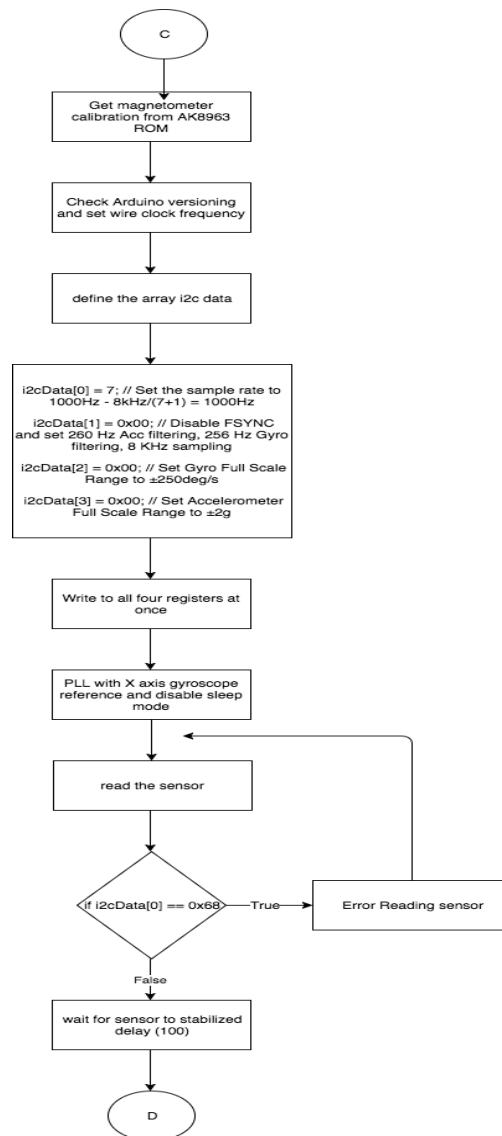 C
Get magnetometer
calibration from AK8963
ROM
Check Arduino versioning
and set wire clock frequency
define the array i2c data
i2cData[0] = 7; // Set the sample rate to
1000Hz - 8kHz/(7+1) = 1000Hz
i2cData[1] = 0x00; // Disable FSYNC
and set 260 Hz Acc filtering, 256 Hz Gyro
filtering, 8 KHz sampling
i2cData[2] = 0x00; // Set Gyro Full Scale
Range to ±250deg/s
i2cData[3] = 0x00; // Set Accelerometer
Full Scale Range to ±2g
Write to all four registers at
once
PLL with X axis gyroscope
reference and disable sleep
mode
read the sensor
if i2cData[0] == 0x68
True
Error Reading sensor
False
wait for sensor to stabilized
delay (100)
D